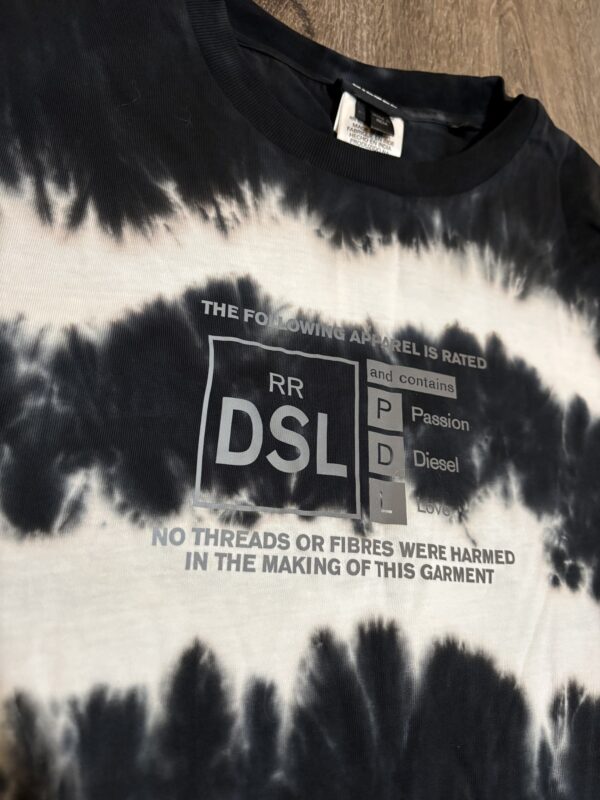 THE FOLLOWING APPAREL IS RATED
RR
DSL
and contains
P Passion
D Diesel
L Love
NO THREADS OR FIBRES WERE HARMED
IN THE MAKING OF THIS GARMENT